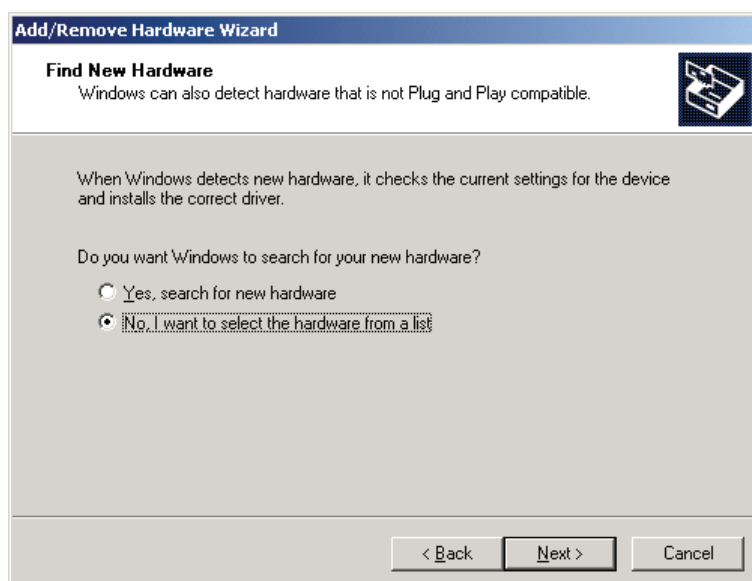 Add/Remove Hardware Wizard
Find New Hardware
Windows can also detect hardware that is not Plug and Play compatible.
When Windows detects new hardware, it checks the current settings for the device
and installs the correct driver.
Do you want Windows to search for your new hardware?
Yes, search for new hardware
No, I want to select the hardware from a list
< Back Next > Cancel